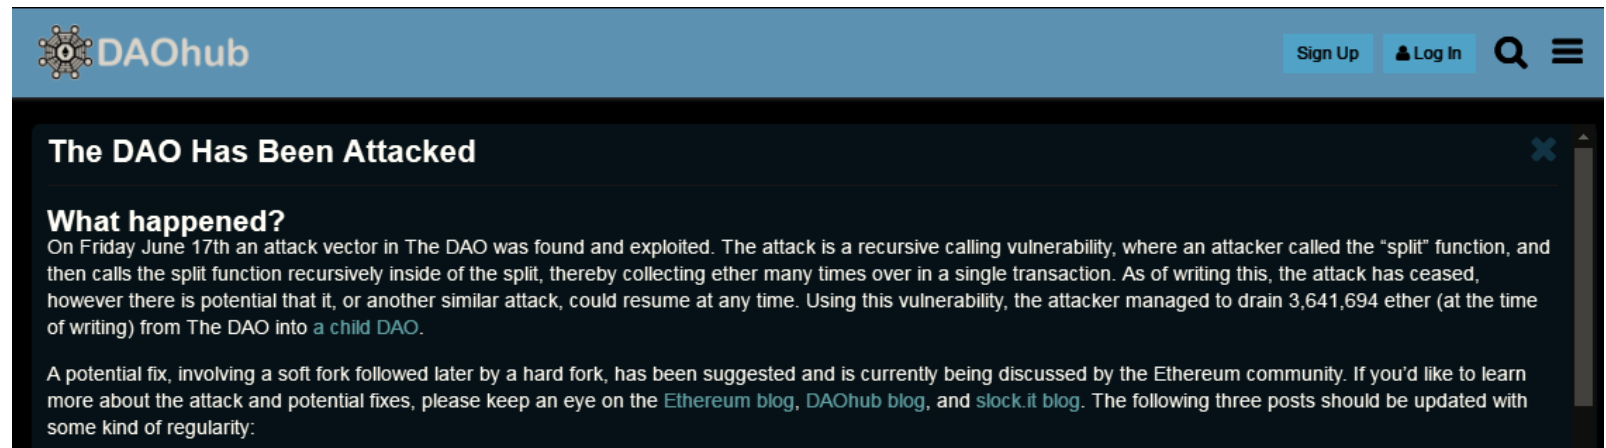 DAOhub
Sign Up
Log In
The DAO Has Been Attacked
What happened?
On Friday June 17th an attack vector in The DAO was found and exploited. The attack is a recursive calling vulnerability, where an attacker called the “split” function, and
then calls the split function recursively inside of the split, thereby collecting ether many times over in a single transaction. As of writing this, the attack has ceased,
however there is potential that it, or another similar attack, could resume at any time. Using this vulnerability, the attacker managed to drain 3,641,694 ether (at the time
of writing) from The DAO into a child DAO.
A potential fix, involving a soft fork followed later by a hard fork, has been suggested and is currently being discussed by the Ethereum community. If you’d like to learn
more about the attack and potential fixes, please keep an eye on the Ethereum blog, DAOhub blog, and slock.it blog. The following three posts should be updated with
some kind of regularity: